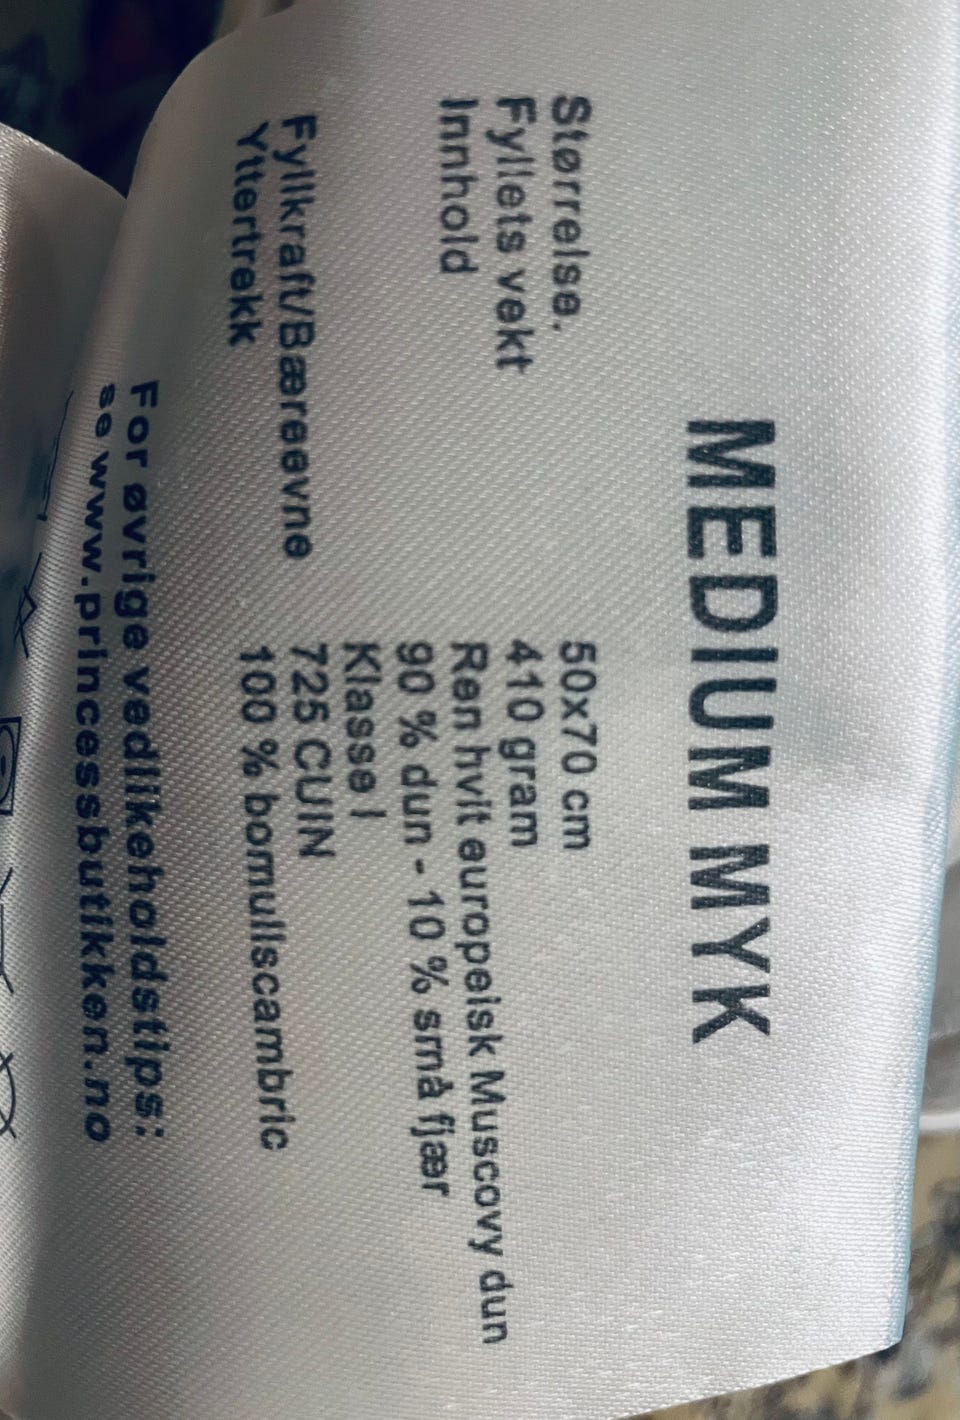 MEDIUM MYK
Størrelse. 50x70 cm
Fyllets vekt 410 gram
Innhold Ren hvit europeisk Muscovy dun
90 % dun - 10 % små fjær
Klasse I
Fyllkraft/Bæreevne 725 CUIN
Yttertrekk 100 % bomullscambric
For øvrige vedlikeholdstips:
se www.princessbutikken.no